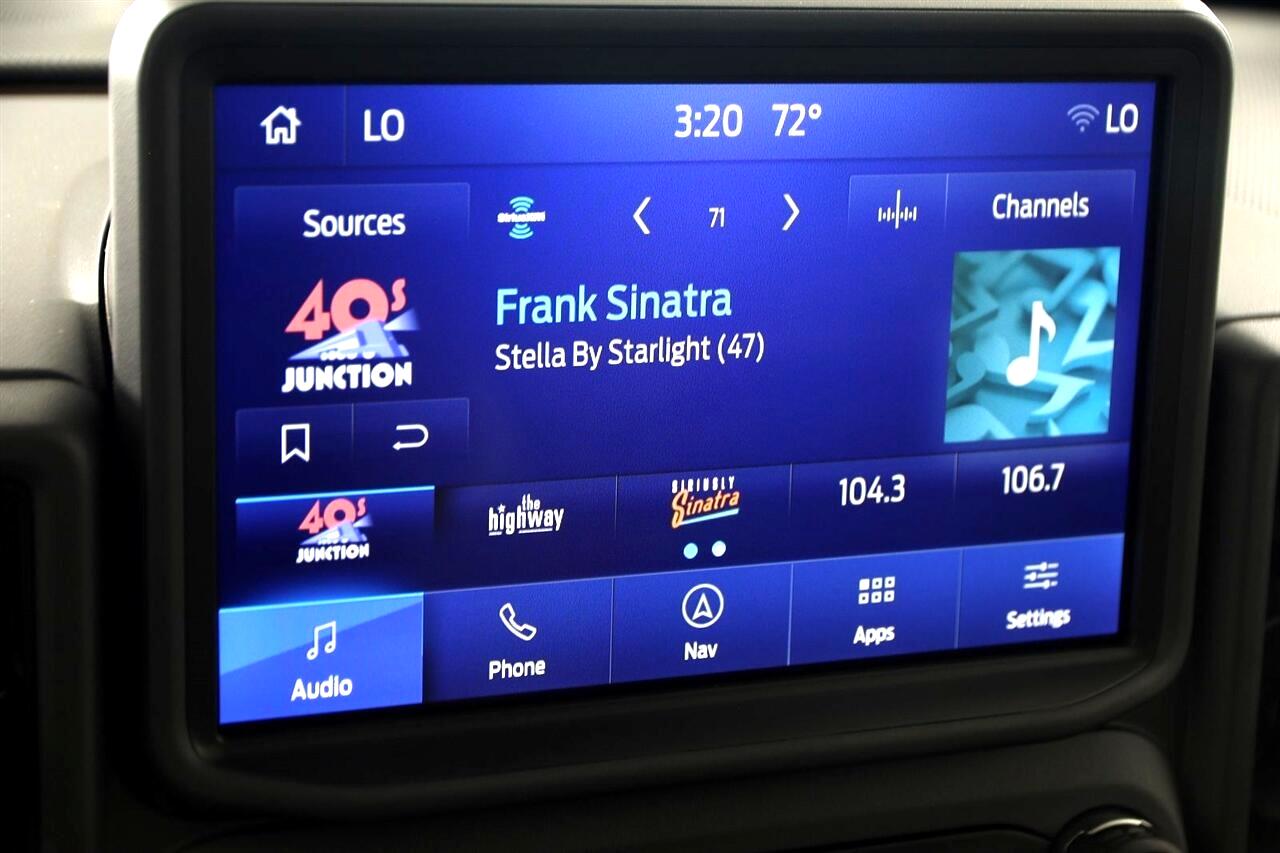 LO 3:20 72° LO
Sources SiriusXM 71 Channels
40s JUNCTION
Frank Sinatra
Stella By Starlight (47)
40s JUNCTION
the highway
SIRIUSLY Sinatra
104.3
106.7
Audio Phone Nav Apps Settings